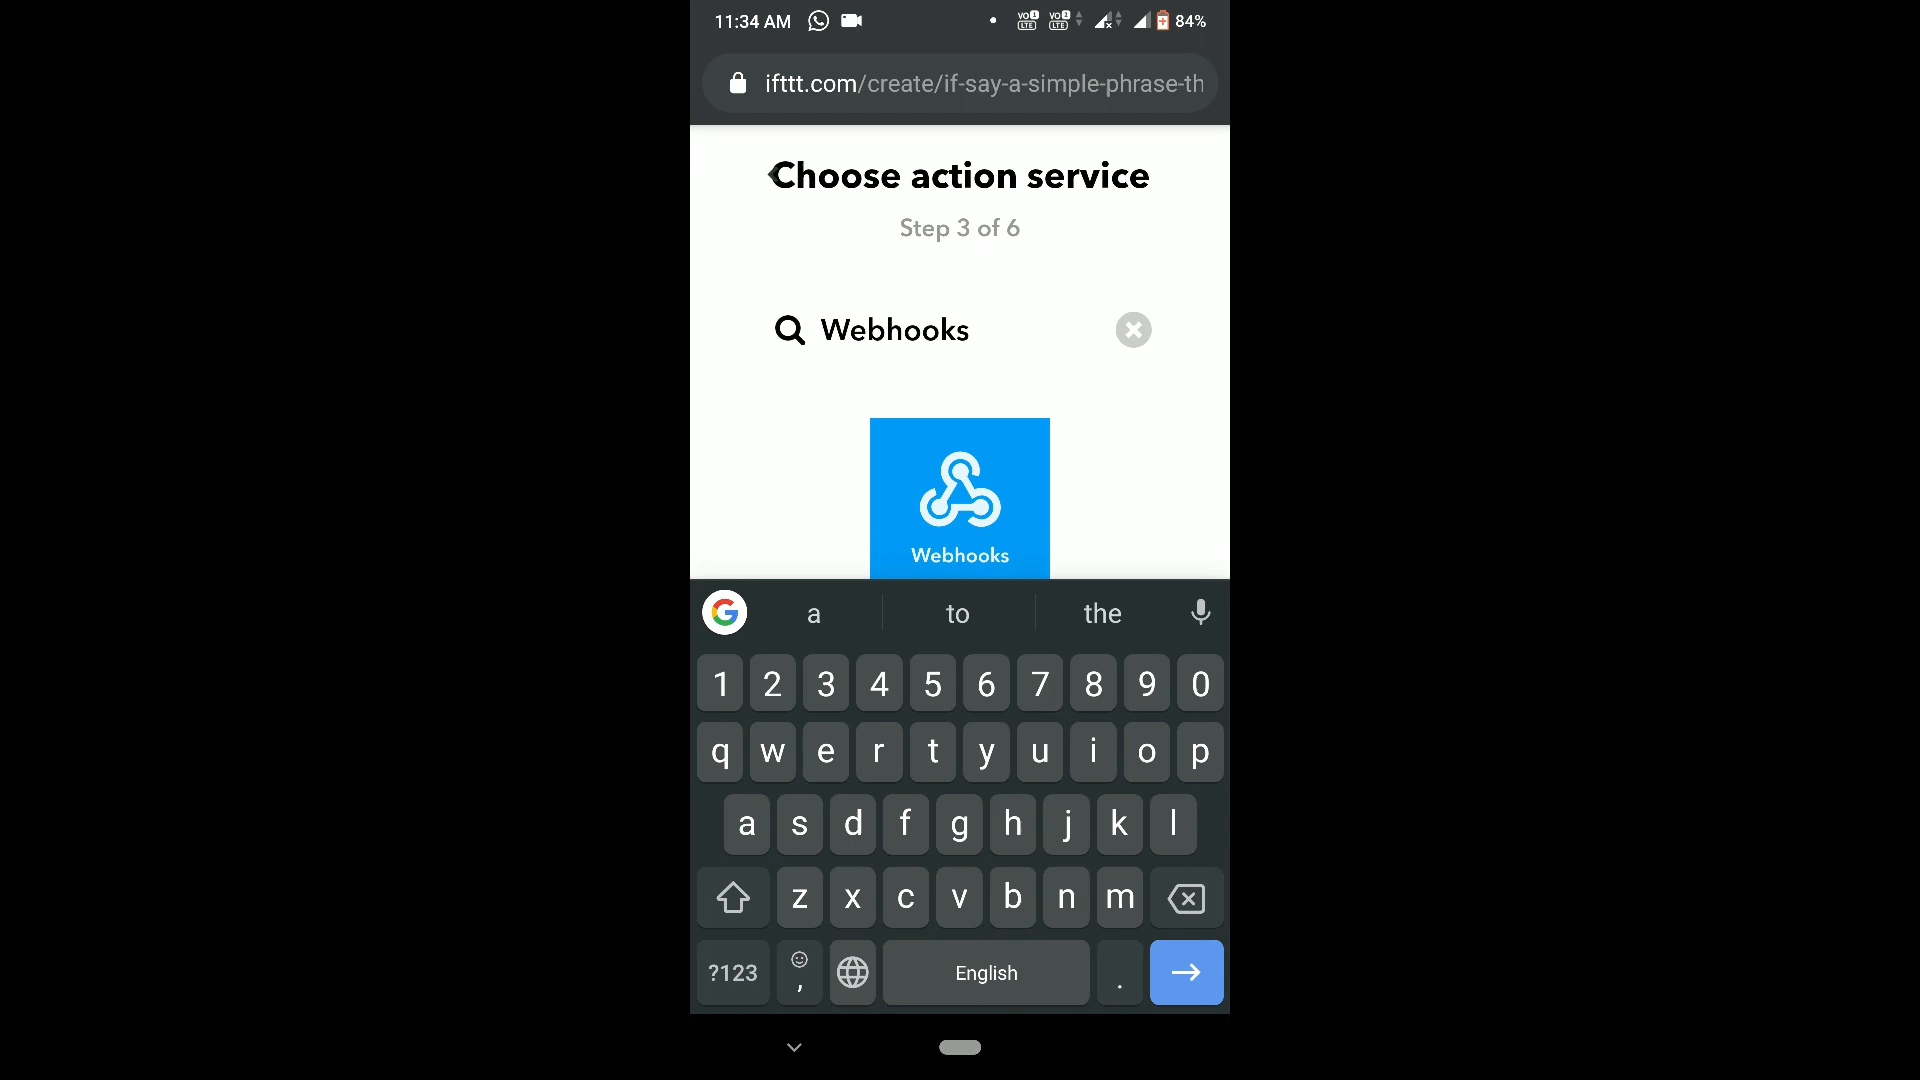 11:34 AM 84%
ifttt.com/create/if-say-a-simple-phrase-th
Choose action service
Step 3 of 6
Webhooks
Webhooks
a to the
1 2 3 4 5 6 7 8 9 0
q w e r t y u i o p
a s d f g h j k l
z x c v b n m
?123 , English .